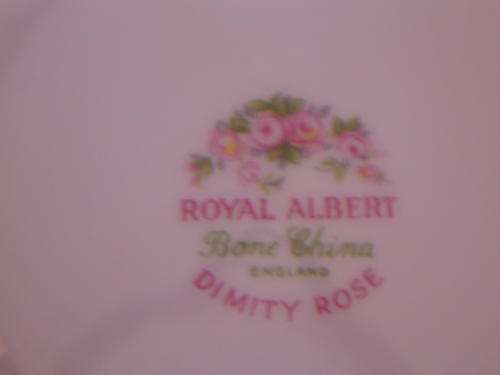 ROYAL ALBERT
Bone China
ENGLAND
DIMITY ROSE